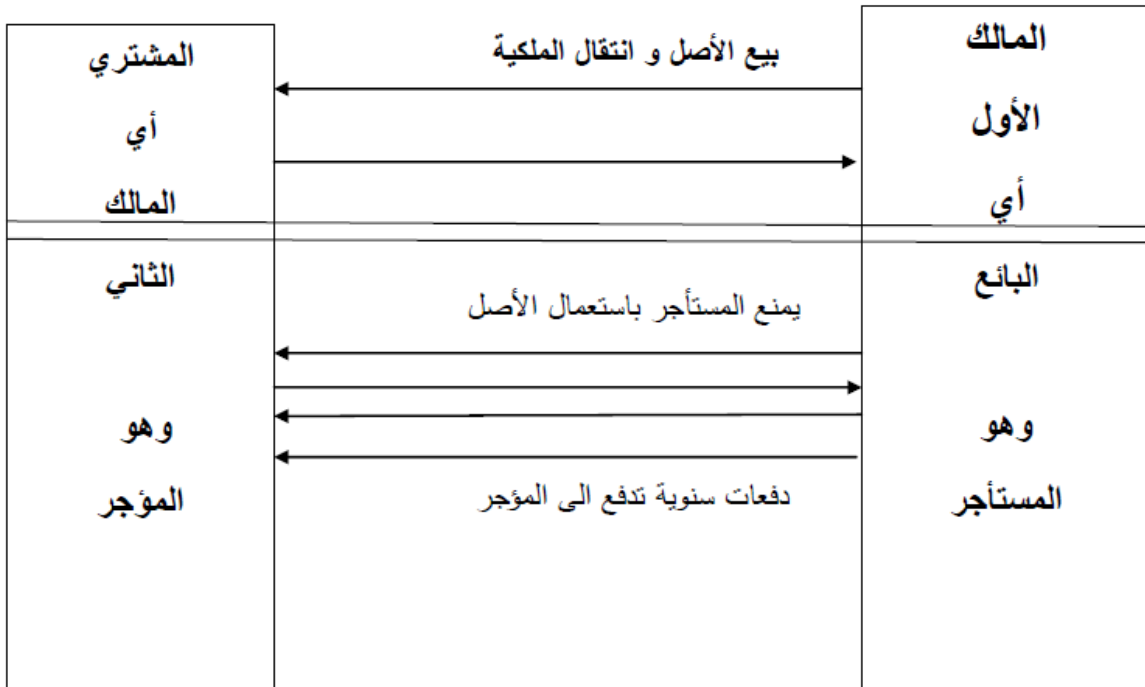 المالك
الأول
أي
البائع
وهو
المستأجر
بيع الأصل و انتقال الملكية
يمنع المستأجر باستعمال الأصل
دفعات سنوية تدفع الى المؤجر
المشتري
أي
المالك
الثاني
وهو
المؤجر